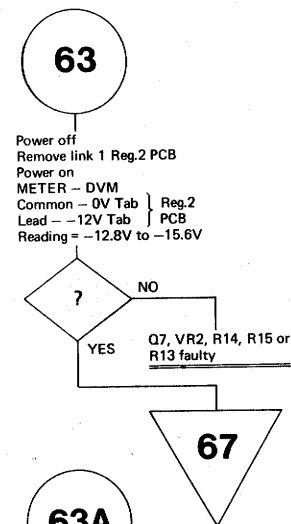 63
Power off
Remove link 1 Reg.2 PCB
Power on
METER – DVM
Common – 0V Tab } Reg.2
Lead – –12V Tab } PCB
Reading = –12.8V to –15.6V
?
NO
YES
Q7, VR2, R14, R15 or
R13 faulty
67
63A